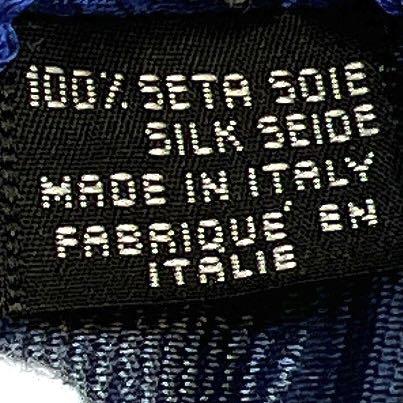 100% SETA SOIE
SILK SEIDE
MADE IN ITALY
FABRIQUE' EN
ITALIE